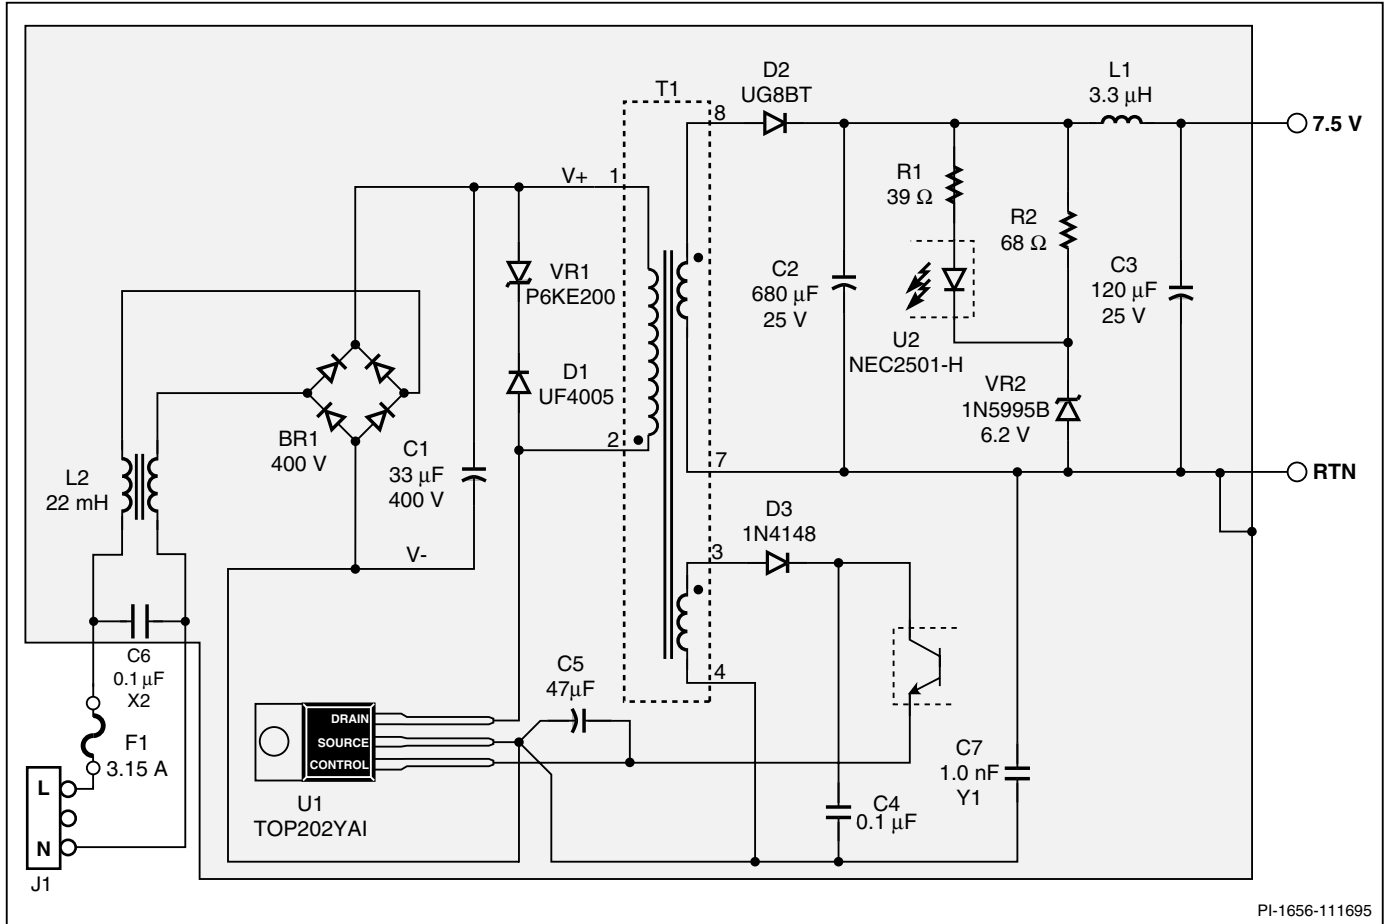 D2
UG8BT
L1
3.3 μH
T1
8
7.5 V
R1
39 Ω
V+
1
R2
68 Ω
VR1
P6KE200
C2
680 μF
25 V
C3
120 μF
25 V
U2
NEC2501-H
D1
UF4005
VR2
1N5995B
6.2 V
BR1
400 V
C1
33 μF
400 V
2
7
RTN
L2
22 mH
D3
1N4148
V-
3
C6
0.1 μF
X2
C5
47μF
4
DRAIN
SOURCE
CONTROL
F1
3.15 A
C7
1.0 nF
Y1
L
N
J1
U1
TOP202YAI
C4
0.1 μF
PI-1656-111695